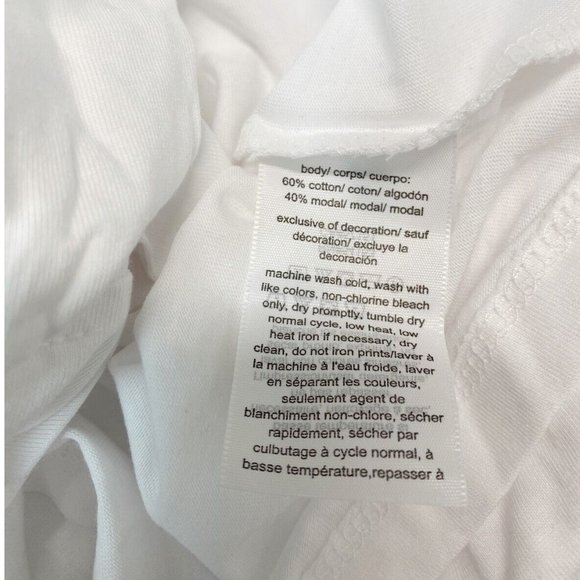 body/ corps/ cuerpo:
60% cotton/ coton/ algodón
40% modal/ modal/ modal
exclusive of decoration/ sauf
décoration/ excluye la
decoración
machine wash cold, wash with
like colors, non-chlorine bleach
only, dry promptly, tumble dry
normal cycle, low heat, low
heat iron if necessary, dry
clean, do not iron prints/laver à
la machine à l'eau froide, laver
en séparant les couleurs,
seulement agent de
blanchiment non-chlore, sécher
rapidement, sécher par
culbutage à cycle normal, à
basse température,repasser à